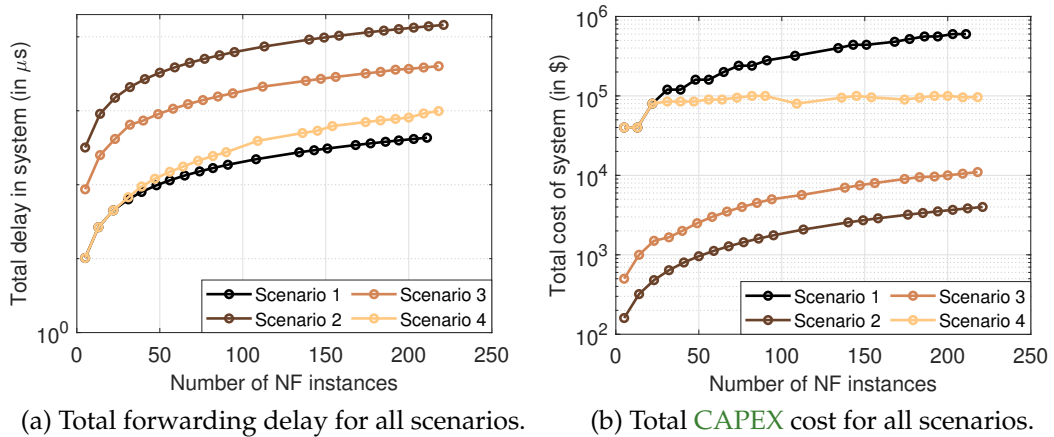 Total delay in system (in μs)
10^0
0 50 100 150 200 250
Number of NF instances
Scenario 1
Scenario 2
Scenario 3
Scenario 4
(a) Total forwarding delay for all scenarios.
Total cost of system (in $)
10^6
10^5
10^4
10^3
10^2
0 50 100 150 200 250
Number of NF instances
Scenario 1
Scenario 2
Scenario 3
Scenario 4
(b) Total CAPEX cost for all scenarios.